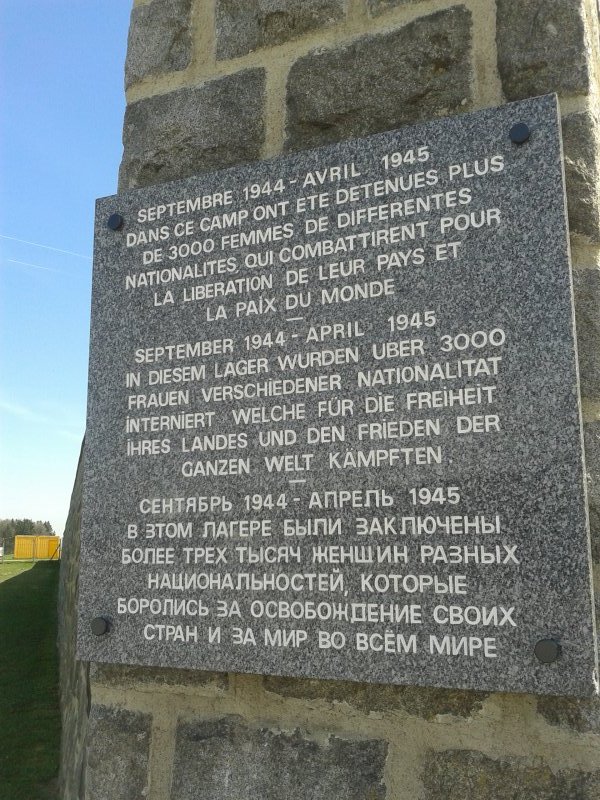 SEPTEMBRE 1944 - AVRIL 1945
DANS CE CAMP ONT ETE DETENUES PLUS
DE 3000 FEMMES DE DIFFERENTES
NATIONALITES, QUI COMBATTIRENT POUR
LA LIBERATION DE LEUR PAYS ET
LA PAIX DU MONDE
—
SEPTEMBER 1944 - APRIL 1945
IN DIESEM LAGER WURDEN UBER 3000
FRAUEN VERSCHIEDENER NATIONALITAT
INTERNIERT WELCHE FÜR DIE FREIHEIT
IHRES LANDES UND DEN FRIEDEN DER
GANZEN WELT KÄMPFTEN.
—
СЕНТЯБРЬ 1944 - АПРЕЛЬ 1945
В ЭТОМ ЛАГЕРЕ БЫЛИ ЗАКЛЮЧЕНЫ
БОЛЕЕ ТРЕХ ТЫСЯЧ ЖЕНЩИН РАЗНЫХ
НАЦИОНАЛЬНОСТЕЙ, КОТОРЫЕ
БОРОЛИСЬ ЗА ОСВОБОЖДЕНИЕ СВОИХ
СТРАН И ЗА МИР ВО ВСЁМ МИРЕ